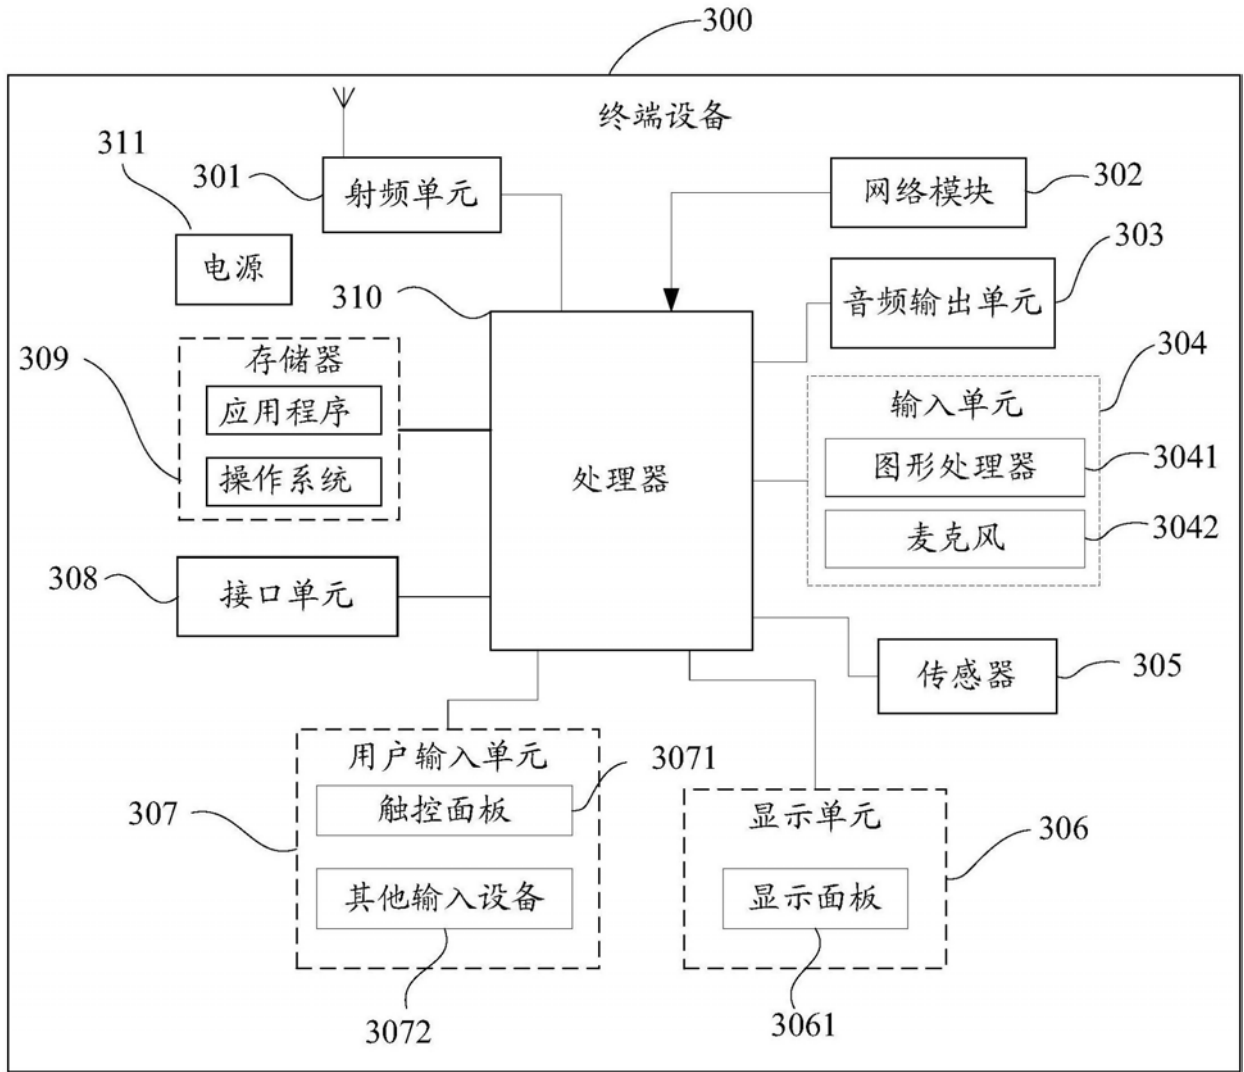 300
终端设备
311
301
射频单元
网络模块
302
电源
310
音频输出单元
303
309
存储器
应用程序
操作系统
处理器
304
输入单元
图形处理器
3041
麦克风
3042
308
接口单元
传感器
305
307
用户输入单元
触控面板
3071
其他输入设备
3072
显示单元
306
显示面板
3061